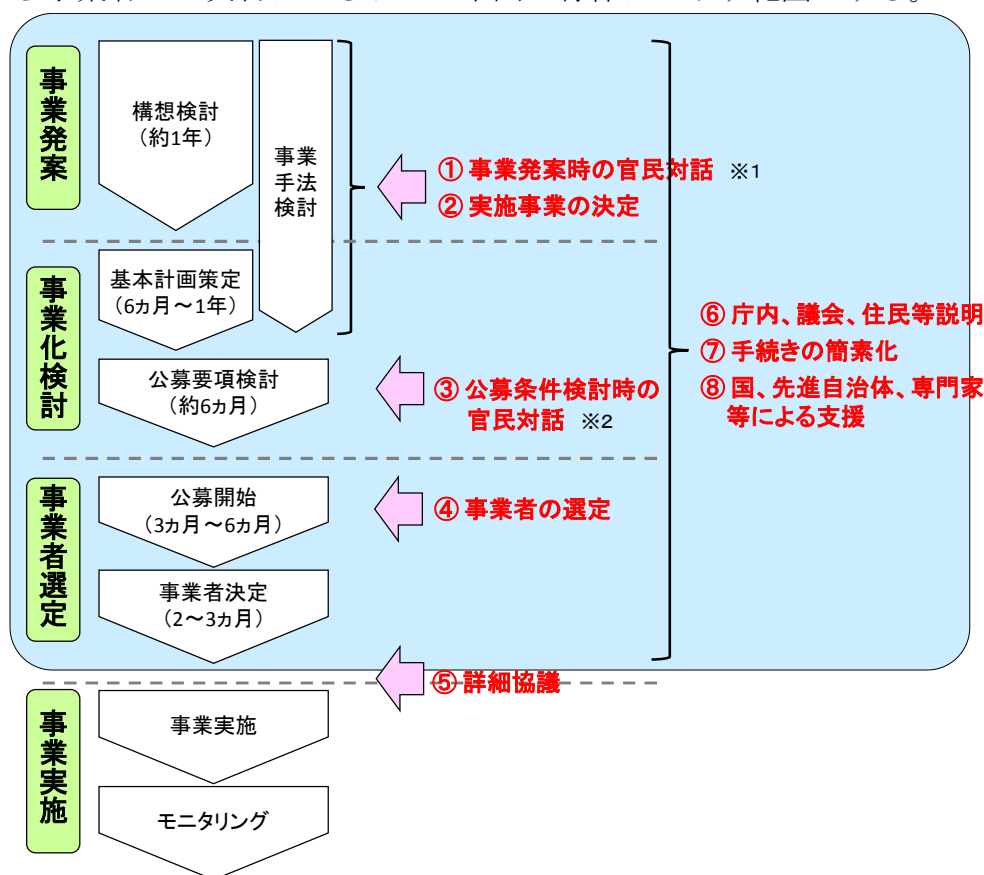 事業発案
構想検討
（約1年）
事業
手法
検討
① 事業発案時の官民対話 ※1
② 実施事業の決定
事業化検討
基本計画策定
（6ヵ月～1年）
公募要項検討
（約6ヵ月）
③ 公募条件検討時の
官民対話 ※2
⑥ 庁内、議会、住民等説明
⑦ 手続きの簡素化
⑧ 国、先進自治体、専門家
等による支援
事業者選定
公募開始
（3ヵ月～6ヵ月）
④ 事業者の選定
事業者決定
（2～3ヵ月）
⑤ 詳細協議
事業実施
事業実施
モニタリング